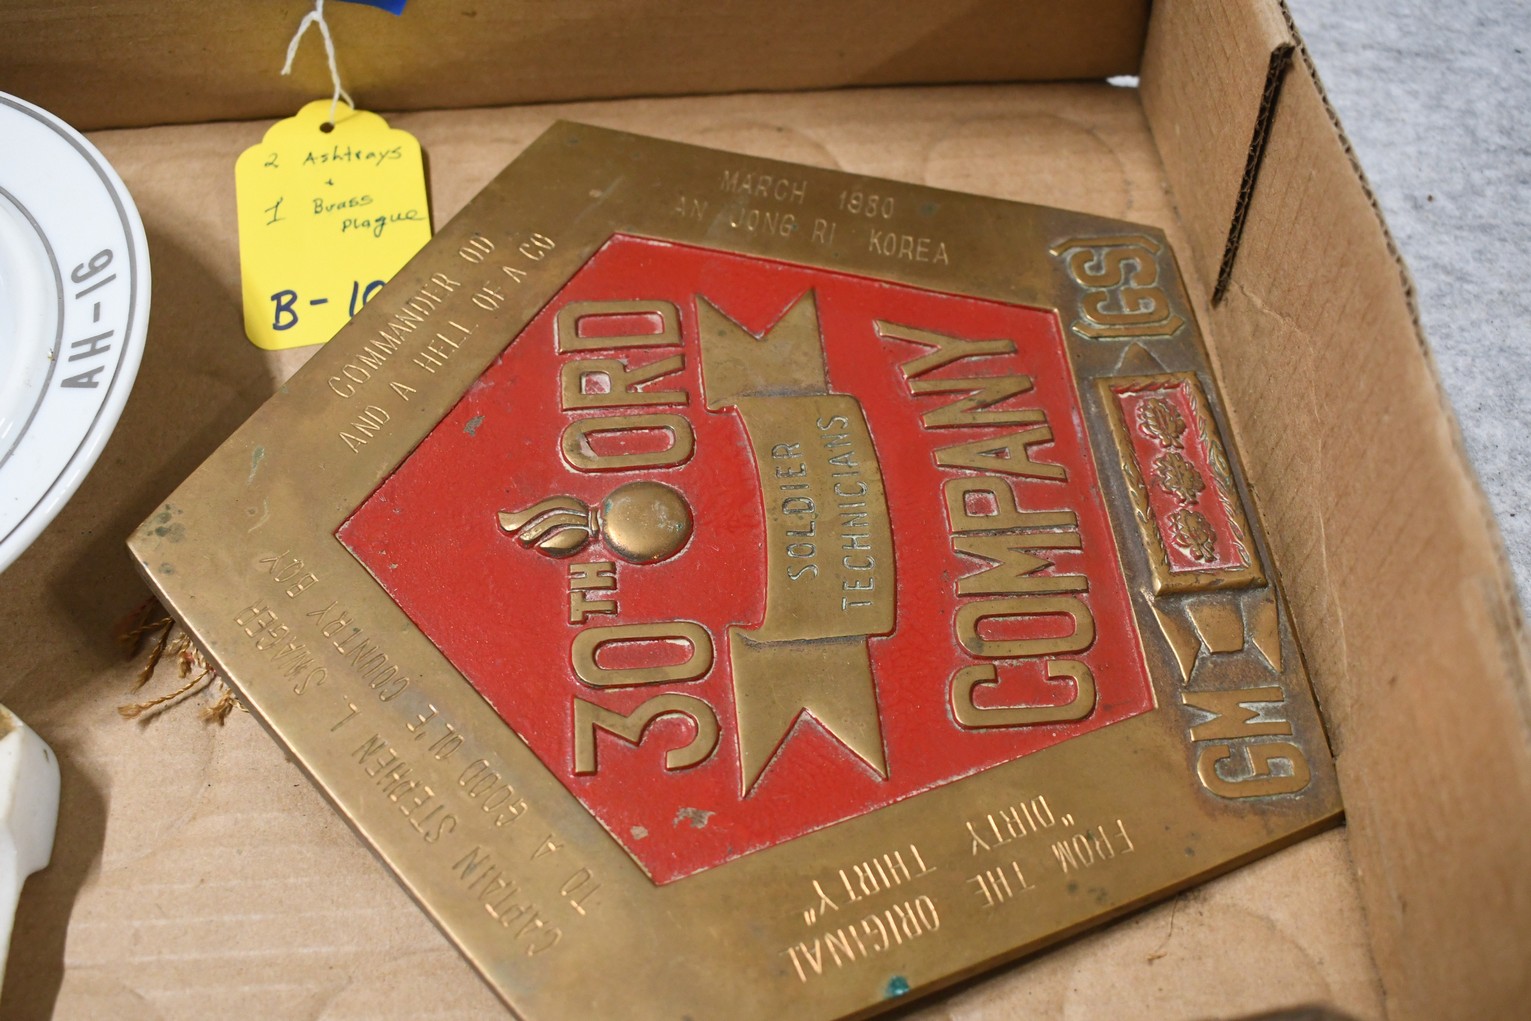 2 Ashtrays
+
1 Brass
Plague
B-10
AH-16
CAPTAIN STEPHEN L. SWAGER
TO A GOOD OL'E COUNTRY BOY
COMMANDER OD
AND A HELL OF A CO
MARCH 1980
AN JONG RI KOREA
FROM THE ORIGINAL
"DIRTY THIRTY"
30TH ORD
SOLDIER
TECHNICIANS
COMPANY
GM (GS)